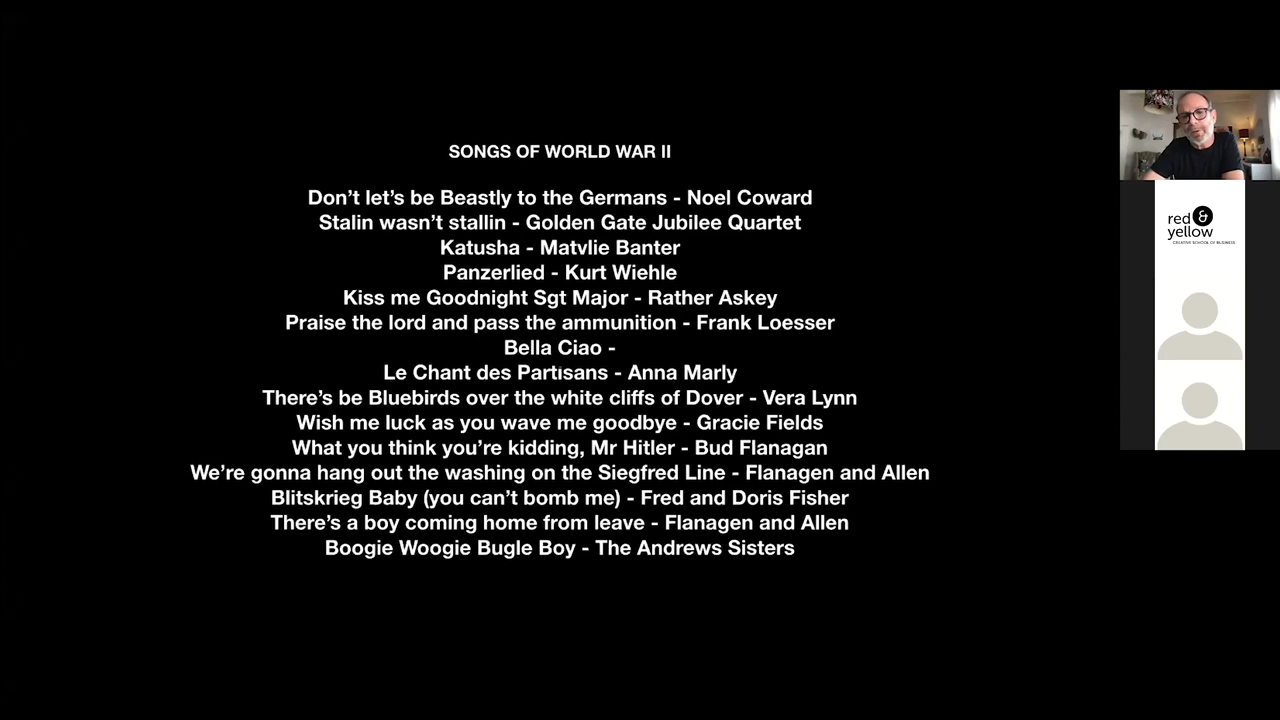 SONGS OF WORLD WAR II
Don’t let’s be Beastly to the Germans - Noel Coward
Stalin wasn’t stallin - Golden Gate Jubilee Quartet
Katusha - Matvlie Banter
Panzerlied - Kurt Wiehle
Kiss me Goodnight Sgt Major - Rather Askey
Praise the lord and pass the ammunition - Frank Loesser
Bella Ciao -
Le Chant des Partısans - Anna Marly
There’s be Bluebirds over the white cliffs of Dover - Vera Lynn
Wish me luck as you wave me goodbye - Gracie Fields
What you think you’re kidding, Mr Hitler - Bud Flanagan
We’re gonna hang out the washing on the Siegfred Line - Flanagen and Allen
Blitskrieg Baby (you can’t bomb me) - Fred and Doris Fisher
There’s a boy coming home from leave - Flanagen and Allen
Boogie Woogie Bugle Boy - The Andrews Sisters
red &
yellow
CREATIVE SCHOOL OF BUSINESS